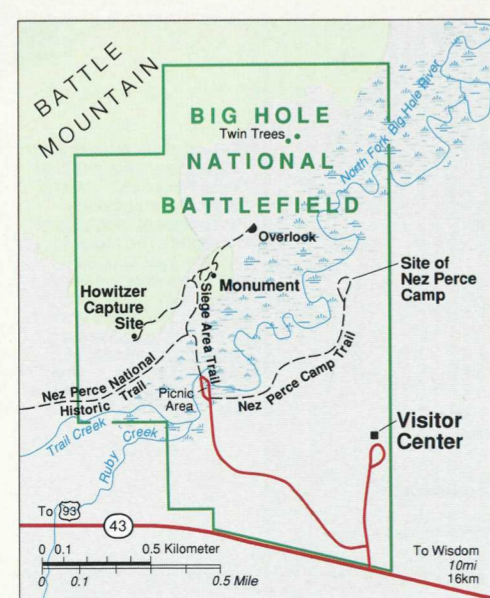 BATTLE
MOUNTAIN
BIG HOLE
Twin Trees
NATIONAL
BATTLEFIELD
North Fork Big Hole River
Overlook
Site of
Nez Perce
Camp
Monument
Howitzer
Capture
Site
Siege Area Trail
Nez Perce National
Historic Trail
Picnic
Area
Nez Perce Camp Trail
Trail Creek
Ruby Creek
Visitor
Center
To 93
43
To Wisdom
10mi
16km
0 0.1 0.5 Kilometer
0 0.1 0.5 Mile